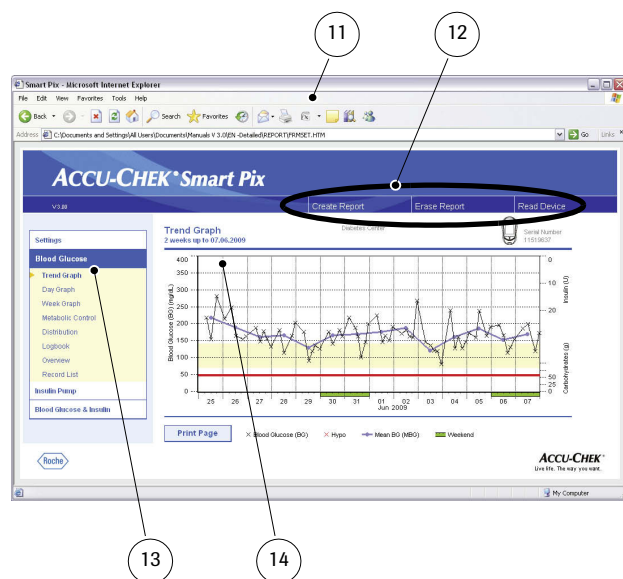 11
12
Smart Pix - Microsoft Internet Explorer
File Edit View Favorites Tools Help
Back Search Favorites
Address C:\Documents and Settings\All Users\Documents\Manuals V 3.0\EN -Detailed\REPORT\FRMSET.HTM Go Links »
ACCU-CHEK® Smart Pix
V3.00
Create Report Erase Report Read Device
Settings
Blood Glucose
Trend Graph
Day Graph
Week Graph
Metabolic Control
Distribution
Logbook
Overview
Record List
Insulin Pump
Blood Glucose & Insulin
Trend Graph
2 weeks up to 07.06.2009
Diabetes Center
Serial Number
11519637
Blood Glucose (BG) (mg/dL)
400
350
300
250
200
150
100
50
0
0
10
20
Insulin (U)
50
25
0
Carbohydrates (g)
25 26 27 28 29 30 31 01 02 03 04 05 06 07
Jun 2009
Print Page
Blood Glucose (BG) Hypo Mean BG (MBG) Weekend
Roche
ACCU-CHEK®
Live life. The way you want.
My Computer
13
14